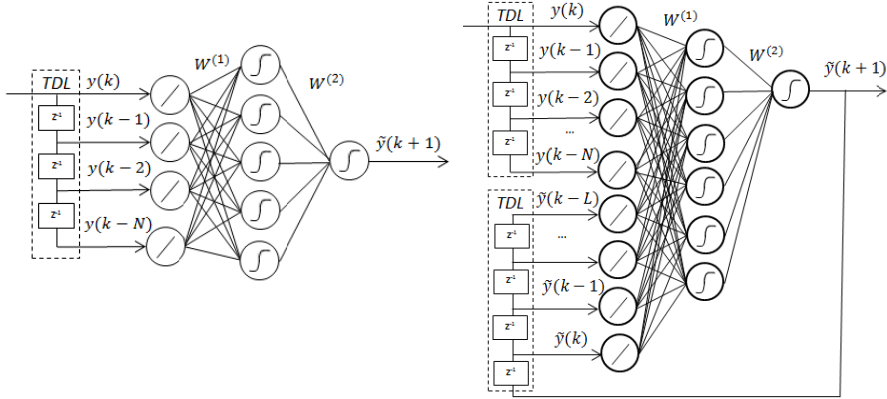 TDL
y(k)
z⁻¹
y(k − 1)
z⁻¹
y(k − 2)
z⁻¹
y(k − N)
W⁽¹⁾
W⁽²⁾
ỹ(k + 1)
TDL
y(k)
z⁻¹
y(k − 1)
z⁻¹
y(k − 2)
...
z⁻¹
y(k − N)
TDL
ỹ(k − L)
z⁻¹
...
z⁻¹
ỹ(k − 1)
z⁻¹
ỹ(k)
z⁻¹
W⁽¹⁾
W⁽²⁾
ỹ(k + 1)